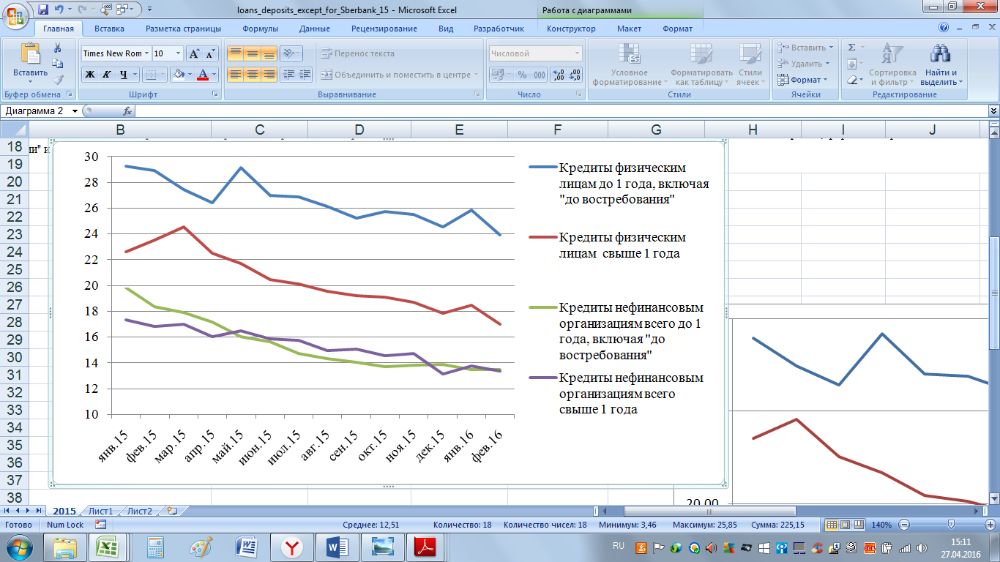 loans_deposits_except_for_Sberbank_15 - Microsoft Excel
Работа с диаграммами
Главная Вставка Разметка страницы Формулы Данные Рецензирование Вид Разработчик Конструктор Макет Формат
Вставить
Буфер обмена
Times New Rom 10
Ж К Ч
Шрифт
Перенос текста
Объединить и поместить в центре
Выравнивание
Числовой
% 000
Число
Условное форматирование
Форматировать как таблицу
Стили ячеек
Стили
Вставить
Удалить
Формат
Ячейки
Сортировка и фильтр
Найти и выделить
Редактирование
Диаграмма 2
fx
B C D E F G H I J
18
19
20
21
22
23
24
25
26
27
28
29
30
31
32
33
34
35
36
37
38
30
28
26
24
22
20
18
16
14
12
10
янв.15 фев.15 мар.15 апр.15 май.15 июн.15 июл.15 авг.15 сен.15 окт.15 ноя.15 дек.15 янв.16 фев.16
Кредиты физическим
лицам до 1 года, включая
"до востребования"
Кредиты физическим
лицам свыше 1 года
Кредиты нефинансовым
организациям всего до 1
года, включая "до
востребования"
Кредиты нефинансовым
организациям всего
свыше 1 года
20,00
2015 Лист1 Лист2
Готово Num Lock Среднее: 12,51 Количество: 18 Количество чисел: 18 Минимум: 3,46 Максимум: 25,85 Сумма: 225,15 140%
RU
15:11
27.04.2016